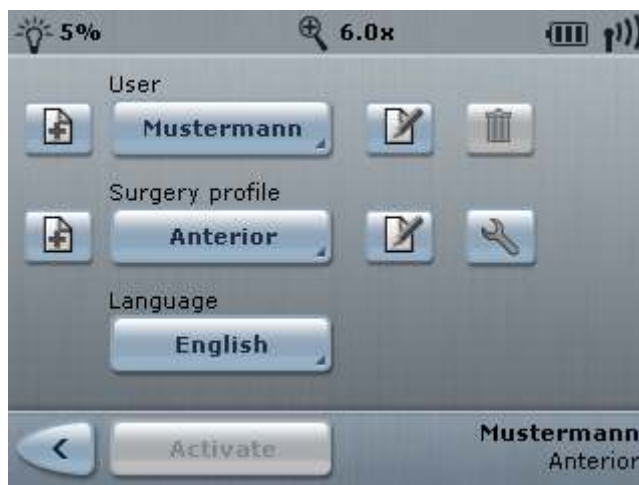 5% 6.0x
User
Mustermann
Surgery profile
Anterior
Language
English
Activate
Mustermann
Anterior